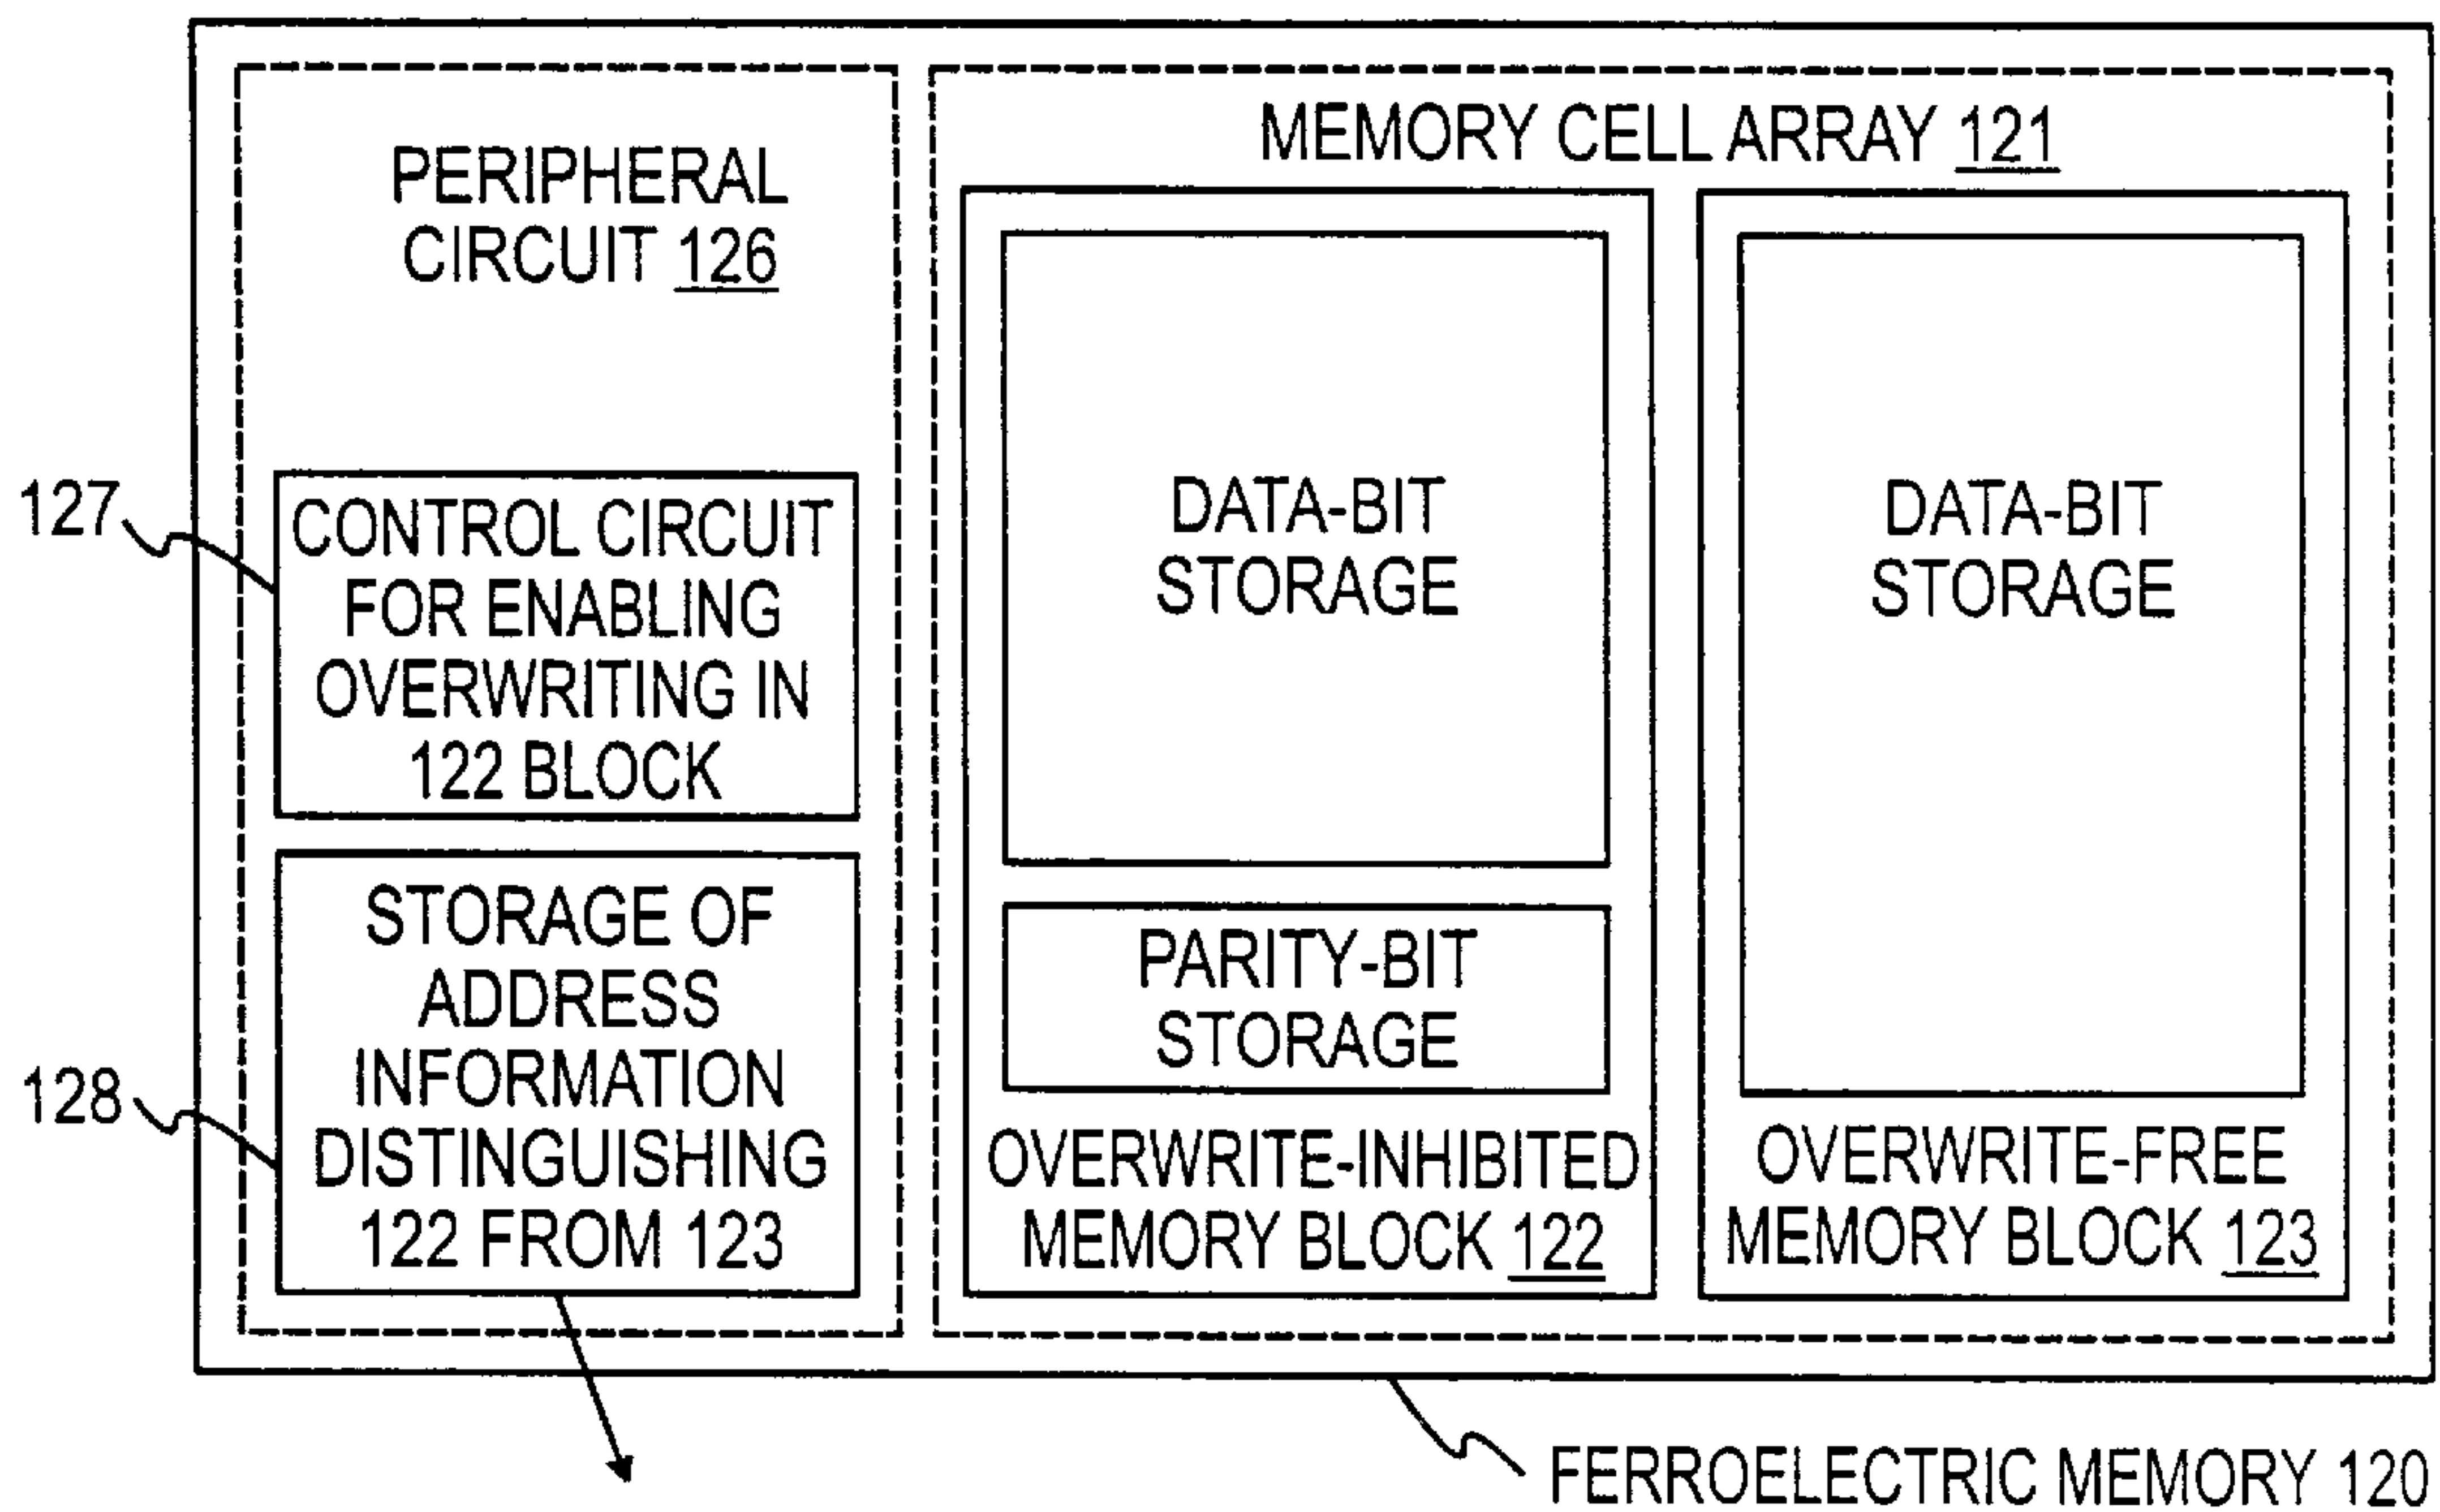 PERIPHERAL
CIRCUIT 126
127
CONTROL CIRCUIT
FOR ENABLING
OVERWRITING IN
122 BLOCK
128
STORAGE OF
ADDRESS
INFORMATION
DISTINGUISHING
122 FROM 123
MEMORY CELL ARRAY 121
DATA-BIT
STORAGE
PARITY-BIT
STORAGE
OVERWRITE-INHIBITED
MEMORY BLOCK 122
DATA-BIT
STORAGE
OVERWRITE-FREE
MEMORY BLOCK 123
FERROELECTRIC MEMORY 120